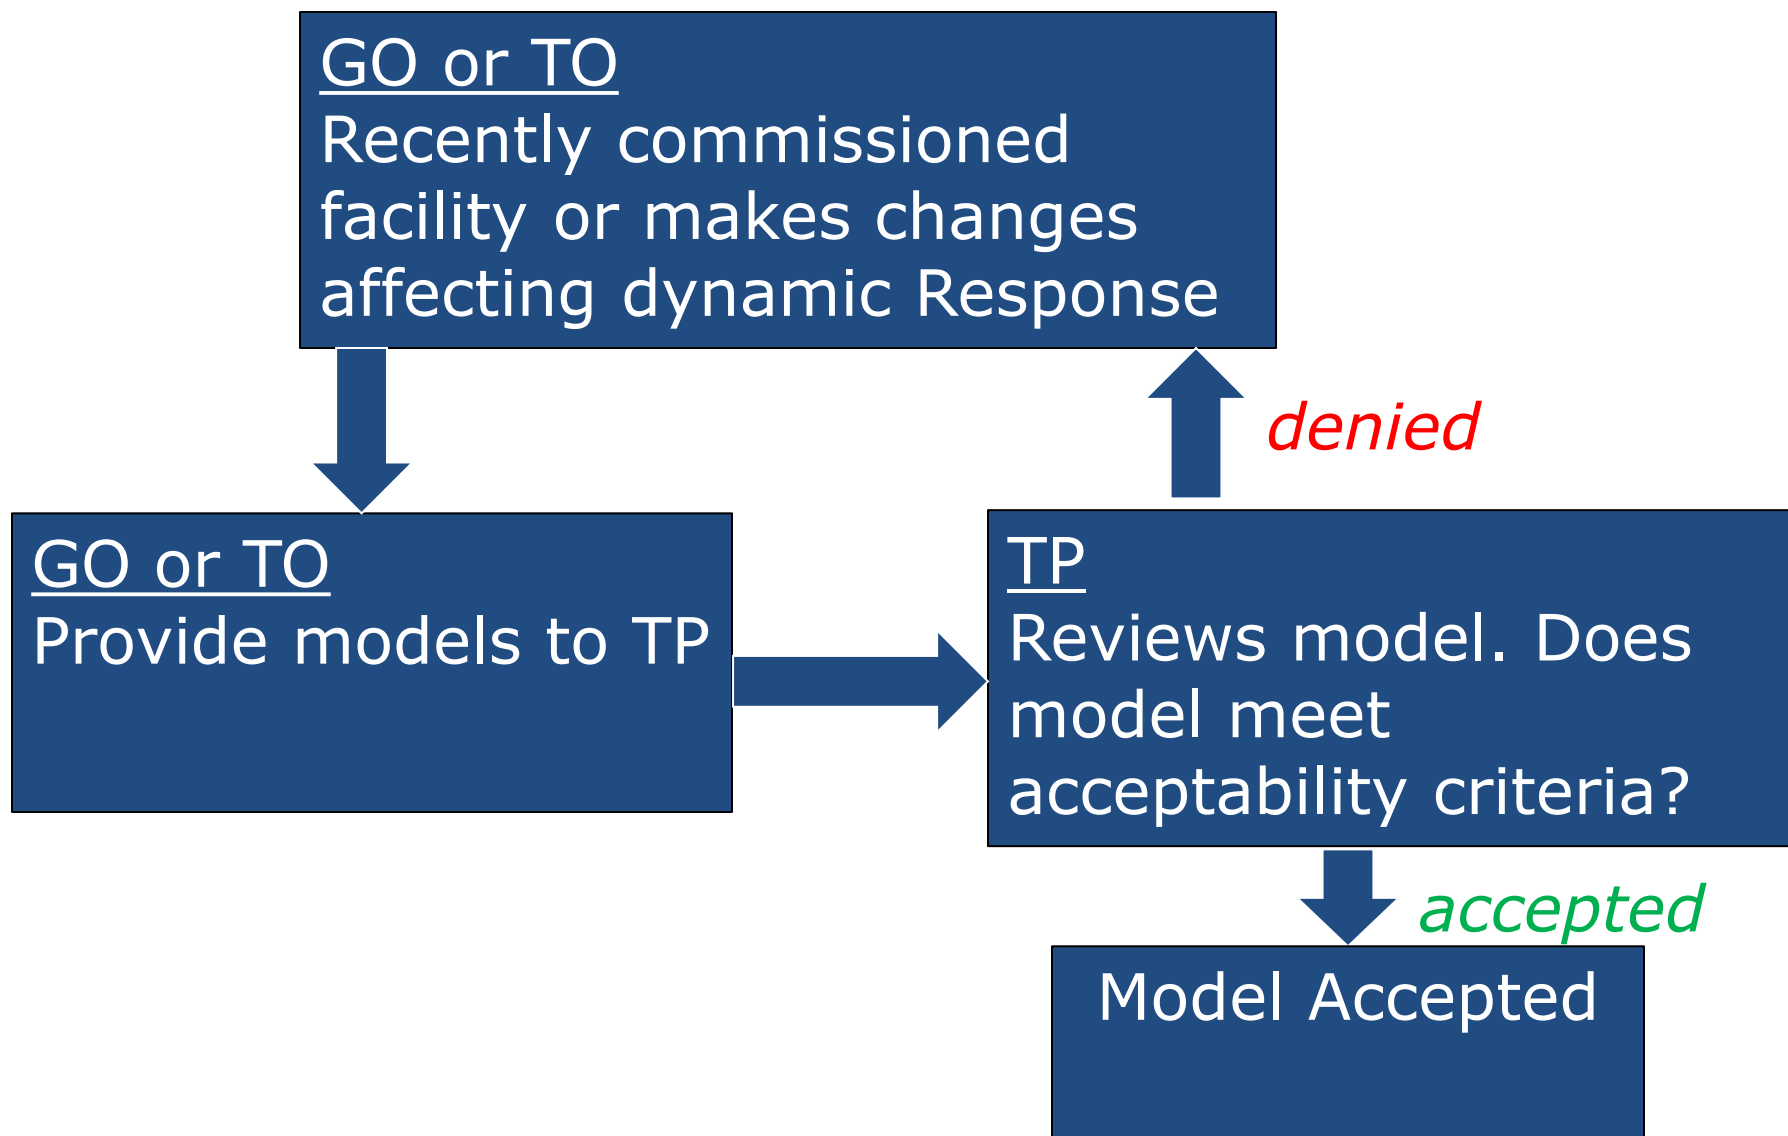 GO or TO
Recently commissioned
facility or makes changes
affecting dynamic Response
denied
GO or TO
Provide models to TP
TP
Reviews model. Does
model meet
acceptability criteria?
accepted
Model Accepted